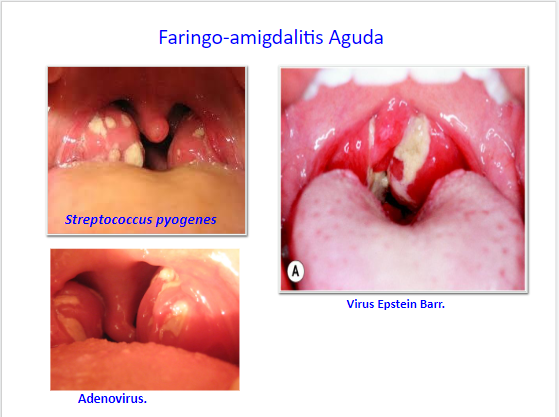 Faringo-amigdalitis Aguda
Streptococcus pyogenes
A
Virus Epstein Barr.
Adenovirus.